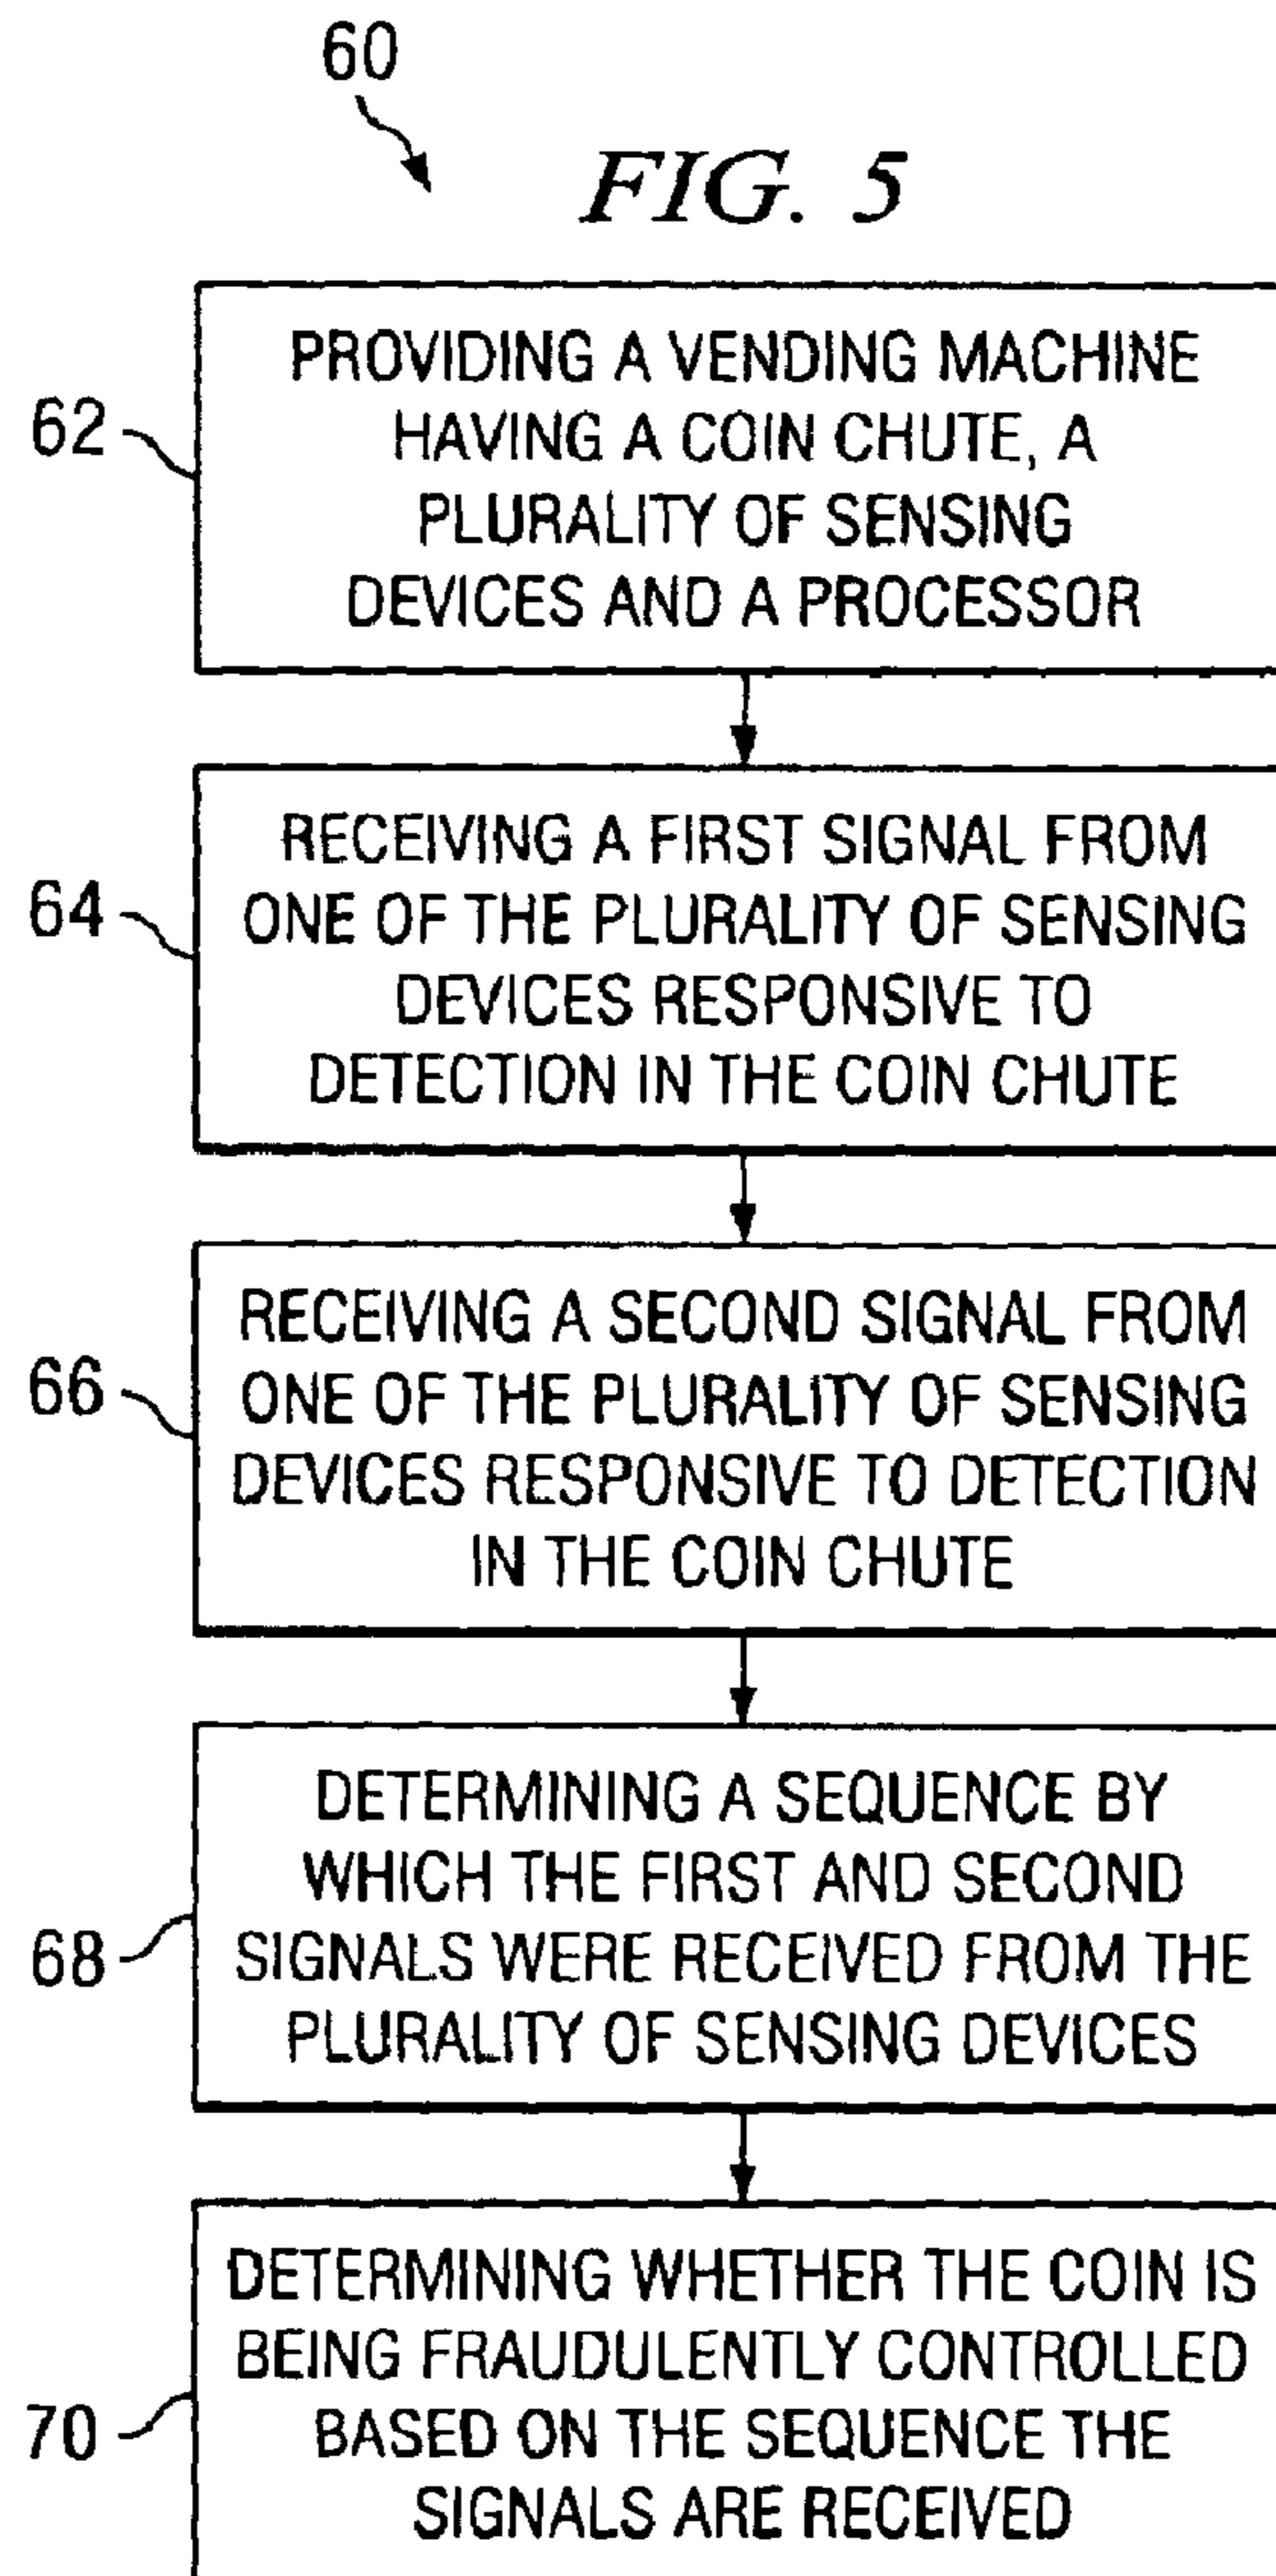 60
FIG. 5
62
PROVIDING A VENDING MACHINE
HAVING A COIN CHUTE, A
PLURALITY OF SENSING
DEVICES AND A PROCESSOR
64
RECEIVING A FIRST SIGNAL FROM
ONE OF THE PLURALITY OF SENSING
DEVICES RESPONSIVE TO
DETECTION IN THE COIN CHUTE
66
RECEIVING A SECOND SIGNAL FROM
ONE OF THE PLURALITY OF SENSING
DEVICES RESPONSIVE TO DETECTION
IN THE COIN CHUTE
68
DETERMINING A SEQUENCE BY
WHICH THE FIRST AND SECOND
SIGNALS WERE RECEIVED FROM THE
PLURALITY OF SENSING DEVICES
70
DETERMINING WHETHER THE COIN IS
BEING FRAUDULENTLY CONTROLLED
BASED ON THE SEQUENCE THE
SIGNALS ARE RECEIVED